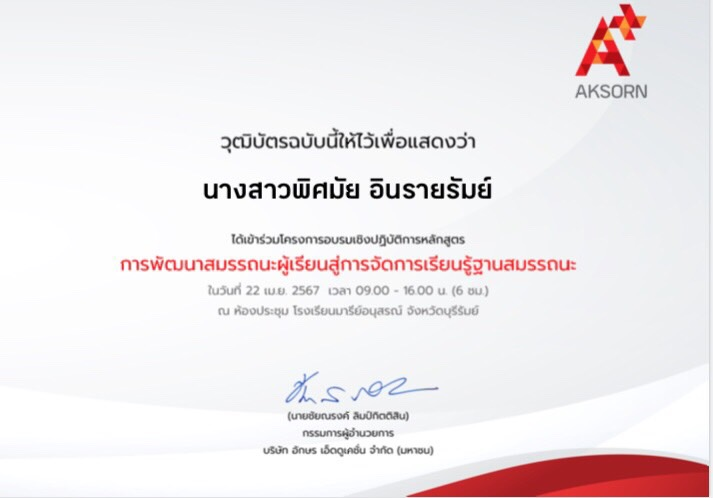 AKSORN
วุฒิบัตรฉบับนี้ให้ไว้เพื่อแสดงว่า
นางสาวพิศมัย อินรายรัมย์
ได้เข้าร่วมโครงการอบรมเชิงปฏิบัติการหลักสูตร
การพัฒนาสมรรถนะผู้เรียนสู่การจัดการเรียนรู้ฐานสมรรถนะ
ในวันที่ 22 เม.ย. 2567 เวลา 09.00 - 16.00 น. (6 ชม.)
ณ ห้องประชุม โรงเรียนมารีย์อนุสรณ์ จังหวัดบุรีรัมย์
(นายชัยณรงค์ ลิมป์กิตติสิน)
กรรมการผู้อำนวยการ
บริษัท อักษร เอ็ดดูเคชั่น จำกัด (มหาชน)